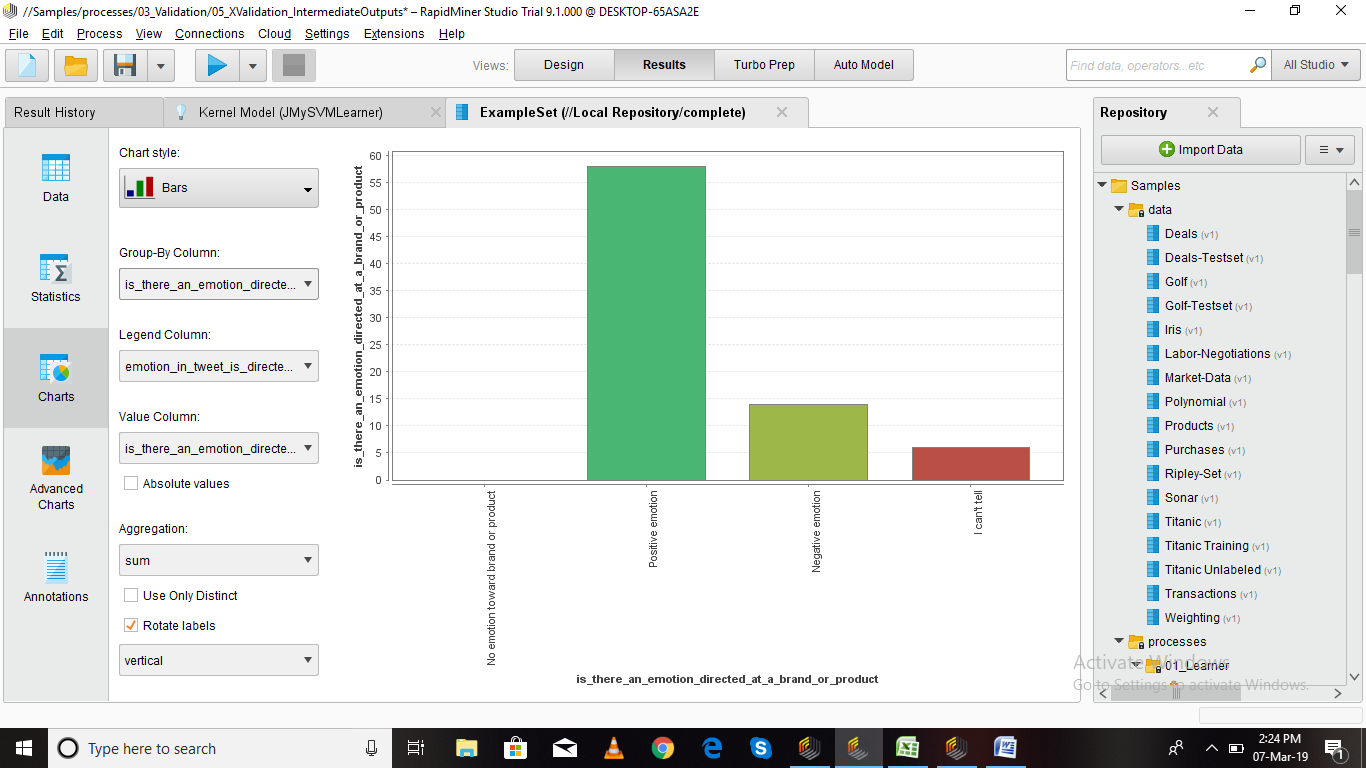 //Samples/processes/03_Validation/05_XValidation_IntermediateOutputs* – RapidMiner Studio Trial 9.1.000 @ DESKTOP-65ASA2E
File Edit Process View Connections Cloud Settings Extensions Help
Views: Design Results Turbo Prep Auto Model
Find data, operators...etc
All Studio
Result History
Kernel Model (JMySVMLearner)
ExampleSet (//Local Repository/complete)
Data
Statistics
Charts
Advanced
Charts
Annotations
Chart style:
Bars
Group-By Column:
is_there_an_emotion_directe...
Legend Column:
emotion_in_tweet_is_directe...
Value Column:
is_there_an_emotion_directe...
Absolute values
Aggregation:
sum
Use Only Distinct
Rotate labels
vertical
is_there_an_emotion_directed_at_a_brand_or_product
60
55
50
45
40
35
30
25
20
15
10
5
0
No emotion toward brand or product
Positive emotion
Negative emotion
I can't tell
is_there_an_emotion_directed_at_a_brand_or_product
Repository
Import Data
Samples
data
Deals (v1)
Deals-Testset (v1)
Golf (v1)
Golf-Testset (v1)
Iris (v1)
Labor-Negotiations (v1)
Market-Data (v1)
Polynomial (v1)
Products (v1)
Purchases (v1)
Ripley-Set (v1)
Sonar (v1)
Titanic (v1)
Titanic Training (v1)
Titanic Unlabeled (v1)
Transactions (v1)
Weighting (v1)
processes
01_Learner
Activate Windows
Go to Settings to activate Windows.
Type here to search
2:24 PM
07-Mar-19
1